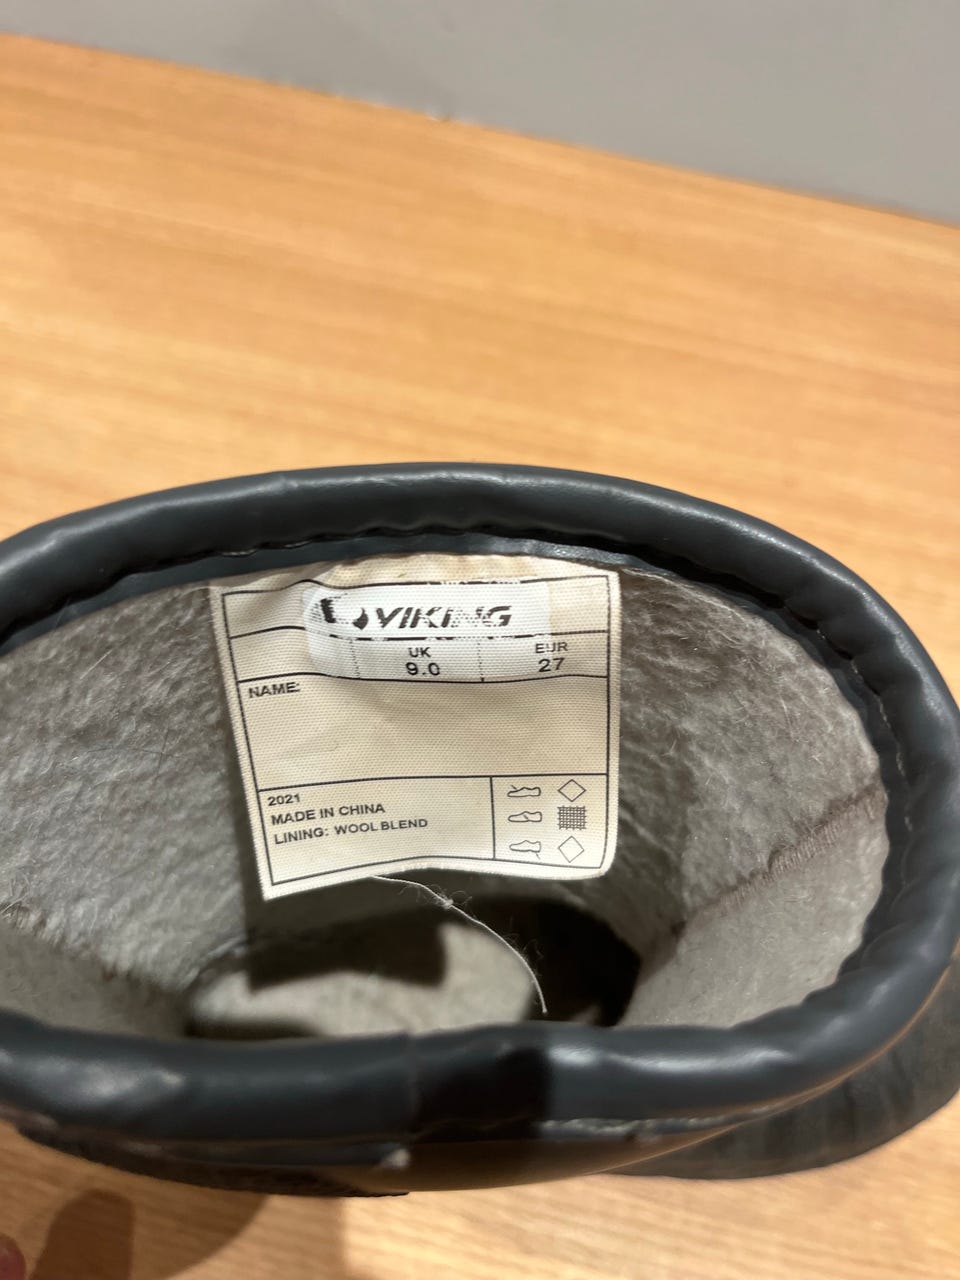 VIKING
UK EUR
9.0 27
NAME:
2021
MADE IN CHINA
LINING: WOOL BLEND